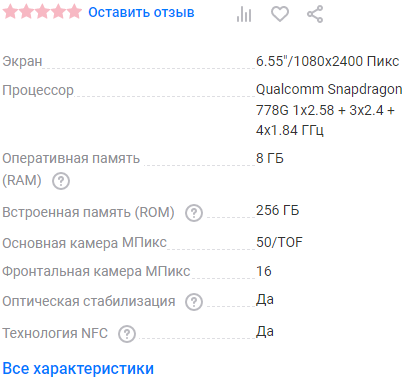 Оставить отзыв
Экран 6.55"/1080x2400 Пикс
Процессор Qualcomm Snapdragon
778G 1x2.58 + 3x2.4 +
4x1.84 ГГц
Оперативная память 8 ГБ
(RAM) ?
Встроенная память (ROM) ? 256 ГБ
Основная камера МПикс 50/TOF
Фронтальная камера МПикс 16
Оптическая стабилизация ? Да
Технология NFC ? Да
Все характеристики